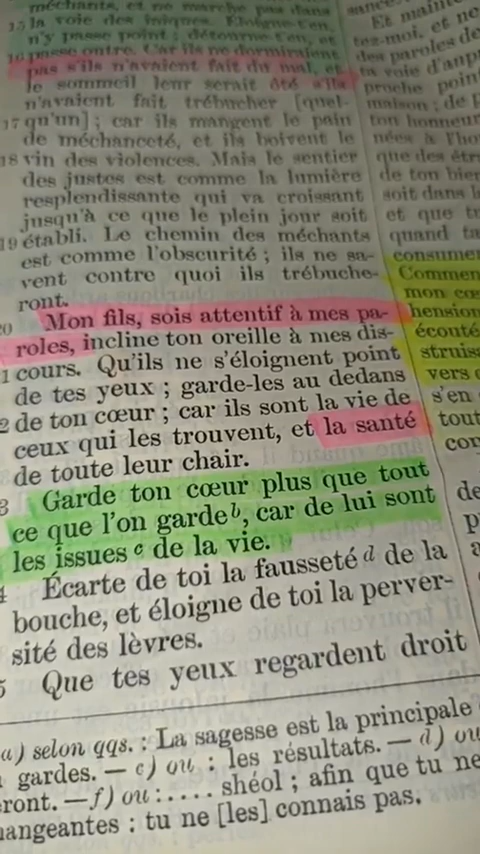 méchants, et ne marche pas dans
15 la voie des iniques. Éloigne-t'en,
n'y passe point ; détourne-t'en, et
16 passe outre. Car ils ne dormiraient
pas s'ils n'avaient fait du mal, et
le sommeil leur serait ôté s'ils
n'avaient fait trébucher [quel-
17 qu'un] ; car ils mangent le pain
de méchanceté, et ils boivent le
18 vin des violences. Mais le sentier
des justes est comme la lumière
resplendissante qui va croissant
jusqu'à ce que le plein jour soit
19 établi. Le chemin des méchants
est comme l'obscurité ; ils ne sa-
vent contre quoi ils trébuche-
ront.
20 Mon fils, sois attentif à mes pa-
roles, incline ton oreille à mes dis-
1 cours. Qu'ils ne s'éloignent point
de tes yeux ; garde-les au dedans
2 de ton cœur ; car ils sont la vie de
ceux qui les trouvent, et la santé
de toute leur chair.
3 Garde ton cœur plus que tout
ce que l'on garde b, car de lui sont
les issues c de la vie.
4 Écarte de toi la fausseté d de la
bouche, et éloigne de toi la perver-
sité des lèvres.
5 Que tes yeux regardent droit
Et main
tez-moi, et ne
des paroles de
ta voie d'aup
proche point
maison ; de p
ton honneur
nées à l'ho
que des étr
de ton bien
soit dans l
et que tu
quand ta
consumer
Commen
mon cœ
hension
écouté
struis
vers
s'en
tout
con
de
p
a) selon qqs. : La sagesse est la principale
gardes. — c) ou : les résultats. — d) ou
ront. — f) ou : .... shéol ; afin que tu ne
hangeantes : tu ne [les] connais pas.